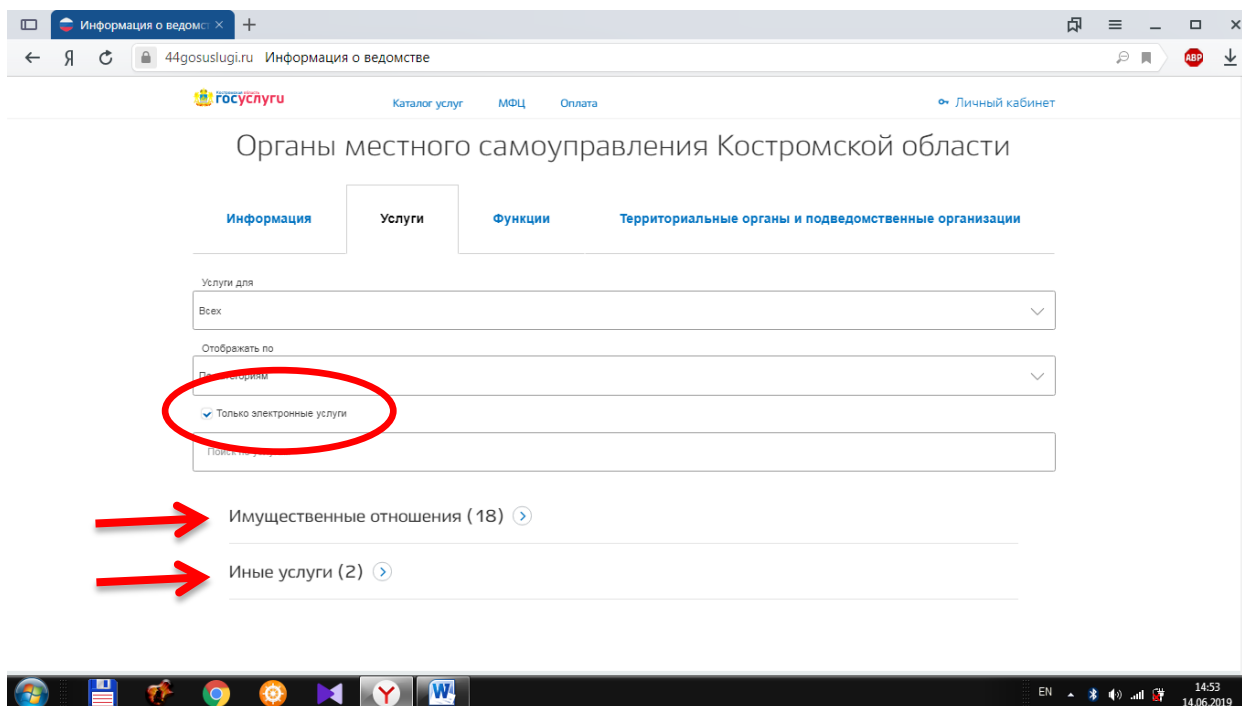 Информация о ведомст
44gosuslugi.ru Информация о ведомстве
ABP
госуслуги
Каталог услуг МФЦ Оплата Личный кабинет
Органы местного самоуправления Костромской области
Информация Услуги Функции Территориальные органы и подведомственные организации
Услуги для
Всех
Отображать по
Только электронные услуги
Имущественные отношения (18)
Иные услуги (2)
EN
14:53
14.06.2019